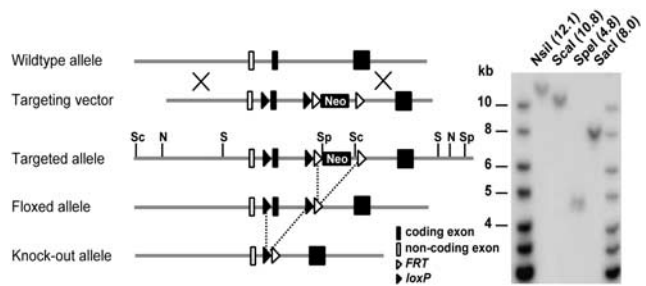 Wildtype allele
Targeting vector
Neo
Sc N S Sp Sc S N Sp
Targeted allele
Neo
Floxed allele
Knock-out allele
coding exon
non-coding exon
FRT
loxP
NsiI (12.1)
ScaI (10.8)
SpeI (4.8)
SacI (8.0)
kb
10
8
6
5
4